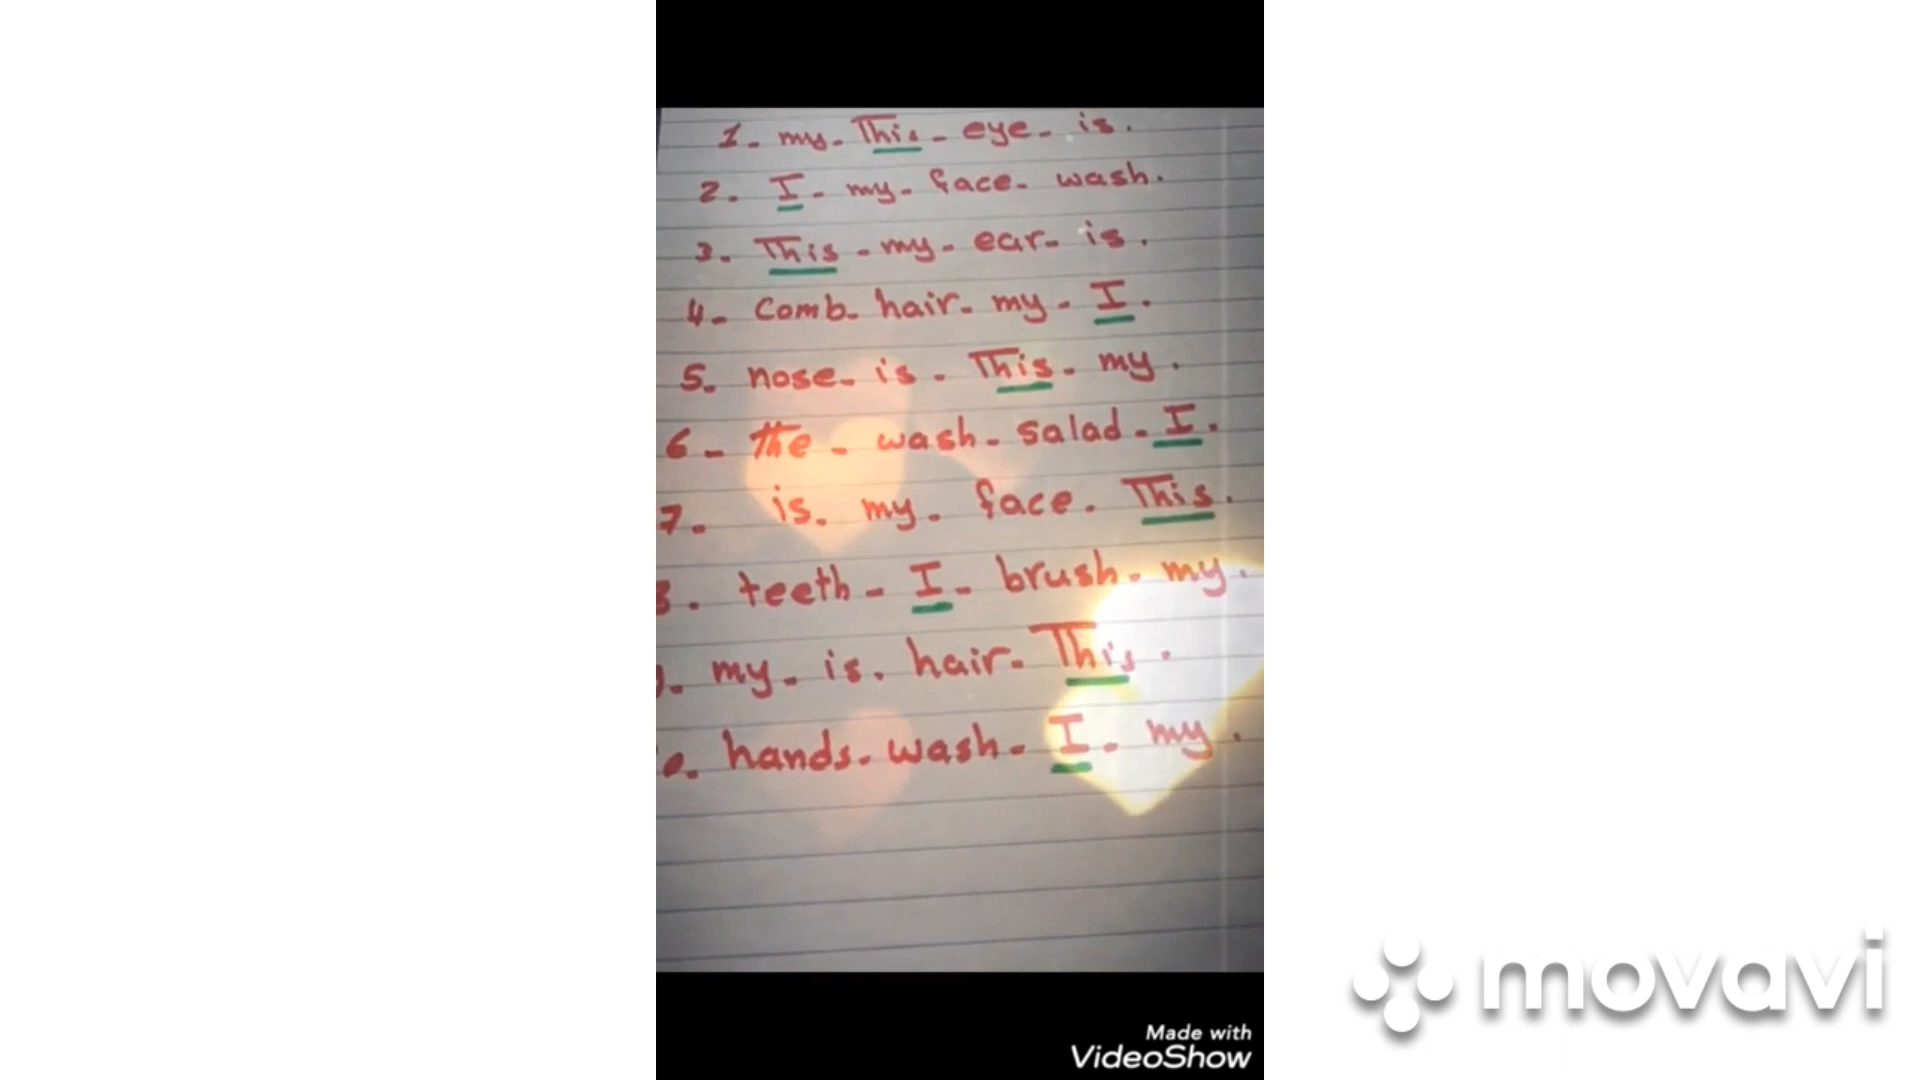 1. my. This. eye. is.
2. I. my. face. wash.
3. This. my. ear. is.
4. Comb. hair. my. I.
5. nose. is. This. my.
6. the. wash. salad. I.
7. is. my. face. This.
8. teeth. I. brush. my.
. my. is. hair. This.
. hands. wash. I. my.
Made with
VideoShow
movavi